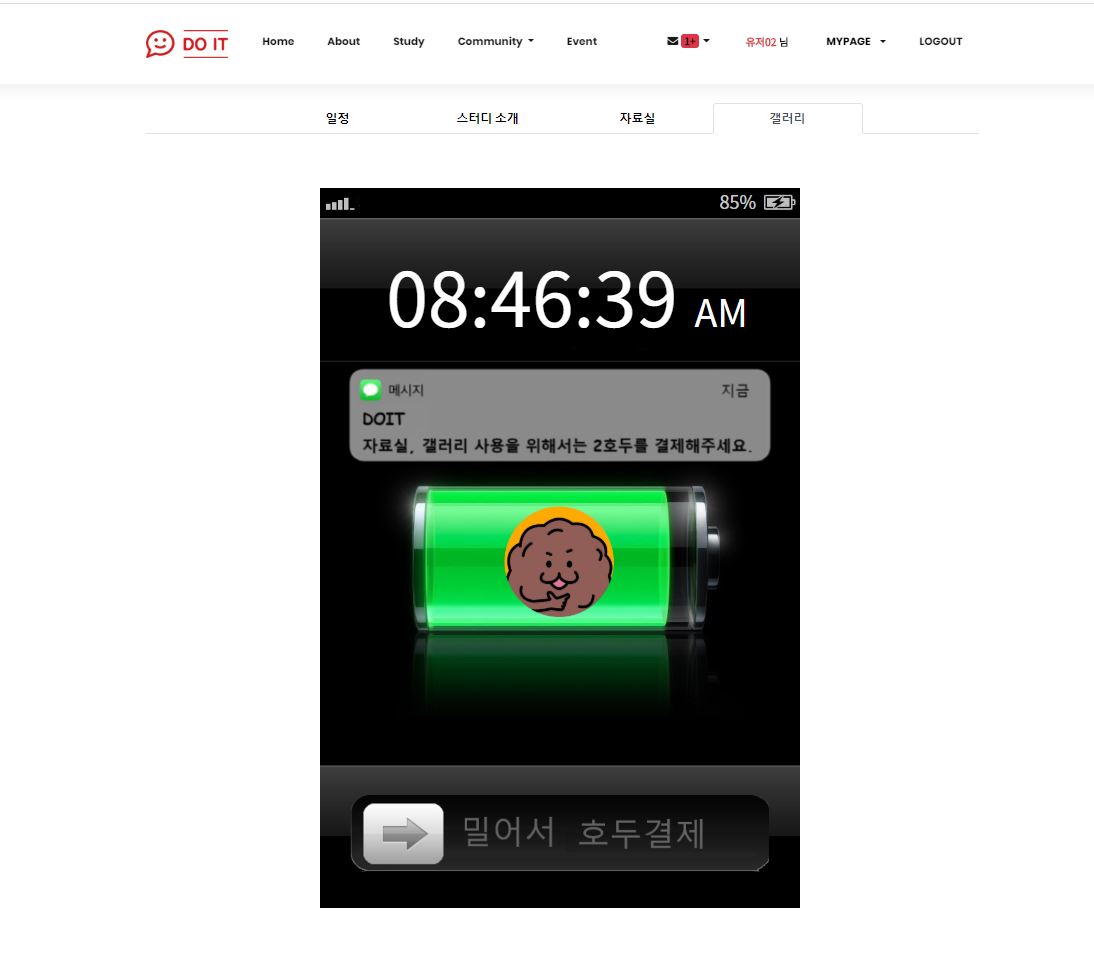 DO IT
Home About Study Community Event 1+ 유저02 님 MYPAGE LOGOUT
일정 스터디 소개 자료실 갤러리
85%
08:46:39 AM
메시지 지금
DOIT
자료실, 갤러리 사용을 위해서는 2호두를 결제해주세요.
밀어서 호두결제